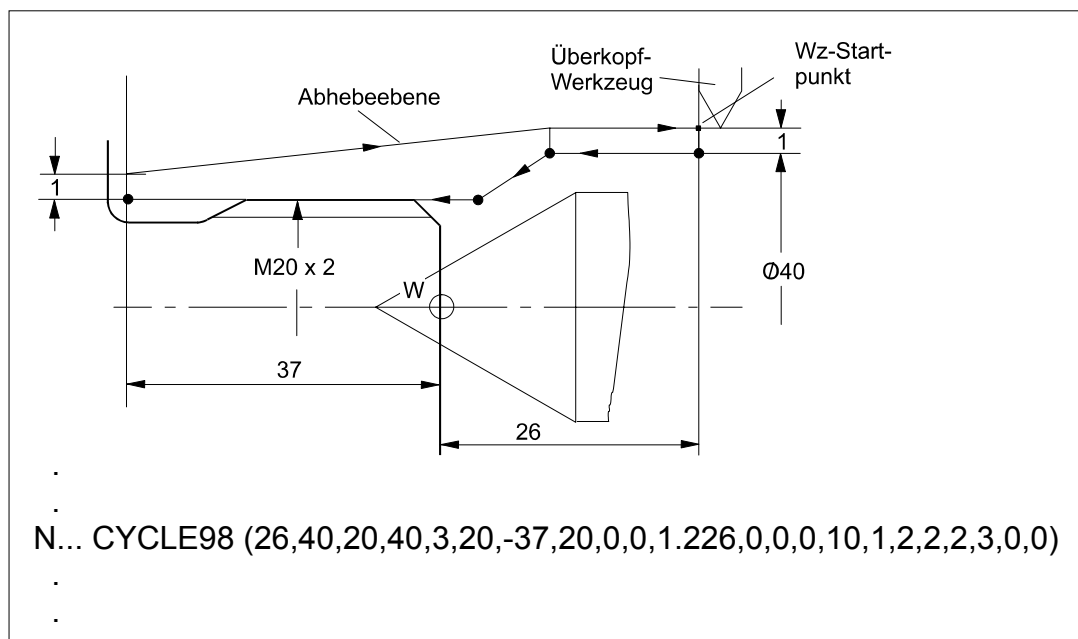 Überkopf-
Werkzeug
Wz-Start-
punkt
Abhebeebene
1
1
M20 x 2
Ø40
W
37
26
.
.
N... CYCLE98 (26,40,20,40,3,20,-37,20,0,0,1.226,0,0,0,10,1,2,2,2,3,0,0)
.
.